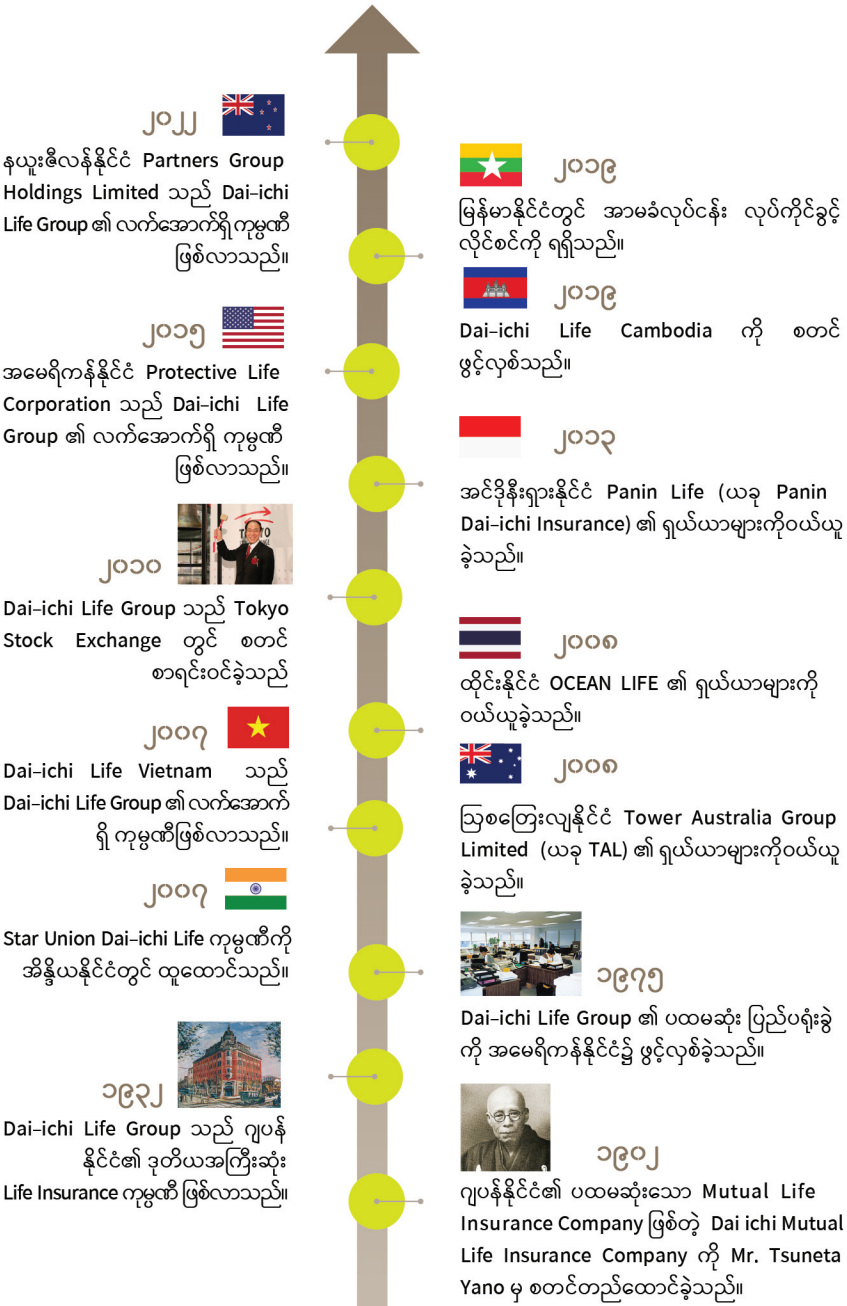 ၂၀၂၂
နယူးဇီလန်နိုင်ငံ Partners Group
Holdings Limited သည် Dai-ichi
Life Group ၏ လက်အောက်ရှိကုမ္ပဏီ
ဖြစ်လာသည်။
၂၀၁၉
မြန်မာနိုင်ငံတွင် အာမခံလုပ်ငန်း လုပ်ကိုင်ခွင့်
လိုင်စင်ကို ရရှိသည်။
၂၀၁၉
Dai-ichi Life Cambodia ကို စတင်
ဖွင့်လှစ်သည်။
၂၀၁၅
အမေရိကန်နိုင်ငံ Protective Life
Corporation သည် Dai-ichi Life
Group ၏ လက်အောက်ရှိ ကုမ္ပဏီ
ဖြစ်လာသည်။
၂၀၁၃
အင်ဒိုနီးရှားနိုင်ငံ Panin Life (ယခု Panin
Dai-ichi Insurance) ၏ ရှယ်ယာများကိုဝယ်ယူ
ခဲ့သည်။
၂၀၁၀
Dai-ichi Life Group သည် Tokyo
Stock Exchange တွင် စတင်
စာရင်းဝင်ခဲ့သည်
၂၀၀၈
ထိုင်းနိုင်ငံ OCEAN LIFE ၏ ရှယ်ယာများကို
ဝယ်ယူခဲ့သည်။
၂၀၀၇
Dai-ichi Life Vietnam သည်
Dai-ichi Life Group ၏ လက်အောက်
ရှိ ကုမ္ပဏီဖြစ်လာသည်။
၂၀၀၈
ဩစတြေးလျနိုင်ငံ Tower Australia Group
Limited (ယခု TAL) ၏ ရှယ်ယာများကိုဝယ်ယူ
ခဲ့သည်။
၂၀၀၇
Star Union Dai-ichi Life ကုမ္ပဏီကို
အိန္ဒိယနိုင်ငံတွင် ထူထောင်သည်။
၁၉၇၅
Dai-ichi Life Group ၏ ပထမဆုံး ပြည်ပရုံးခွဲ
ကို အမေရိကန်နိုင်ငံ၌ ဖွင့်လှစ်ခဲ့သည်။
၁၉၃၂
Dai-ichi Life Group သည် ဂျပန်
နိုင်ငံ၏ ဒုတိယအကြီးဆုံး
Life Insurance ကုမ္ပဏီ ဖြစ်လာသည်။
၁၉၀၂
ဂျပန်နိုင်ငံ၏ ပထမဆုံးသော Mutual Life
Insurance Company ဖြစ်တဲ့ Dai ichi Mutual
Life Insurance Company ကို Mr. Tsuneta
Yano မှ စတင်တည်ထောင်ခဲ့သည်။